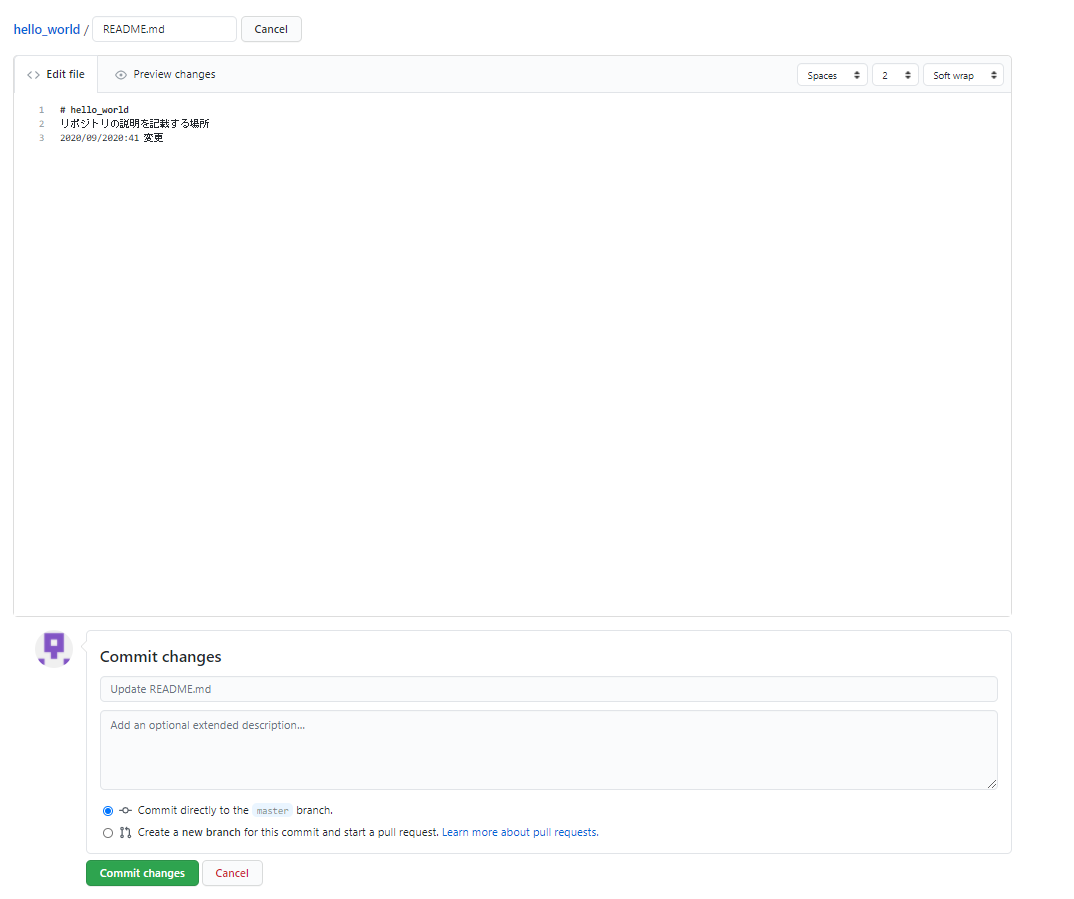 hello_world / README.md Cancel
Edit file Preview changes Spaces 2 Soft wrap
1 # hello_world
2 リポジトリの説明を記載する場所
3 2020/09/2020:41 変更
Commit changes
Update README.md
Add an optional extended description...
Commit directly to the master branch.
Create a new branch for this commit and start a pull request. Learn more about pull requests.
Commit changes Cancel